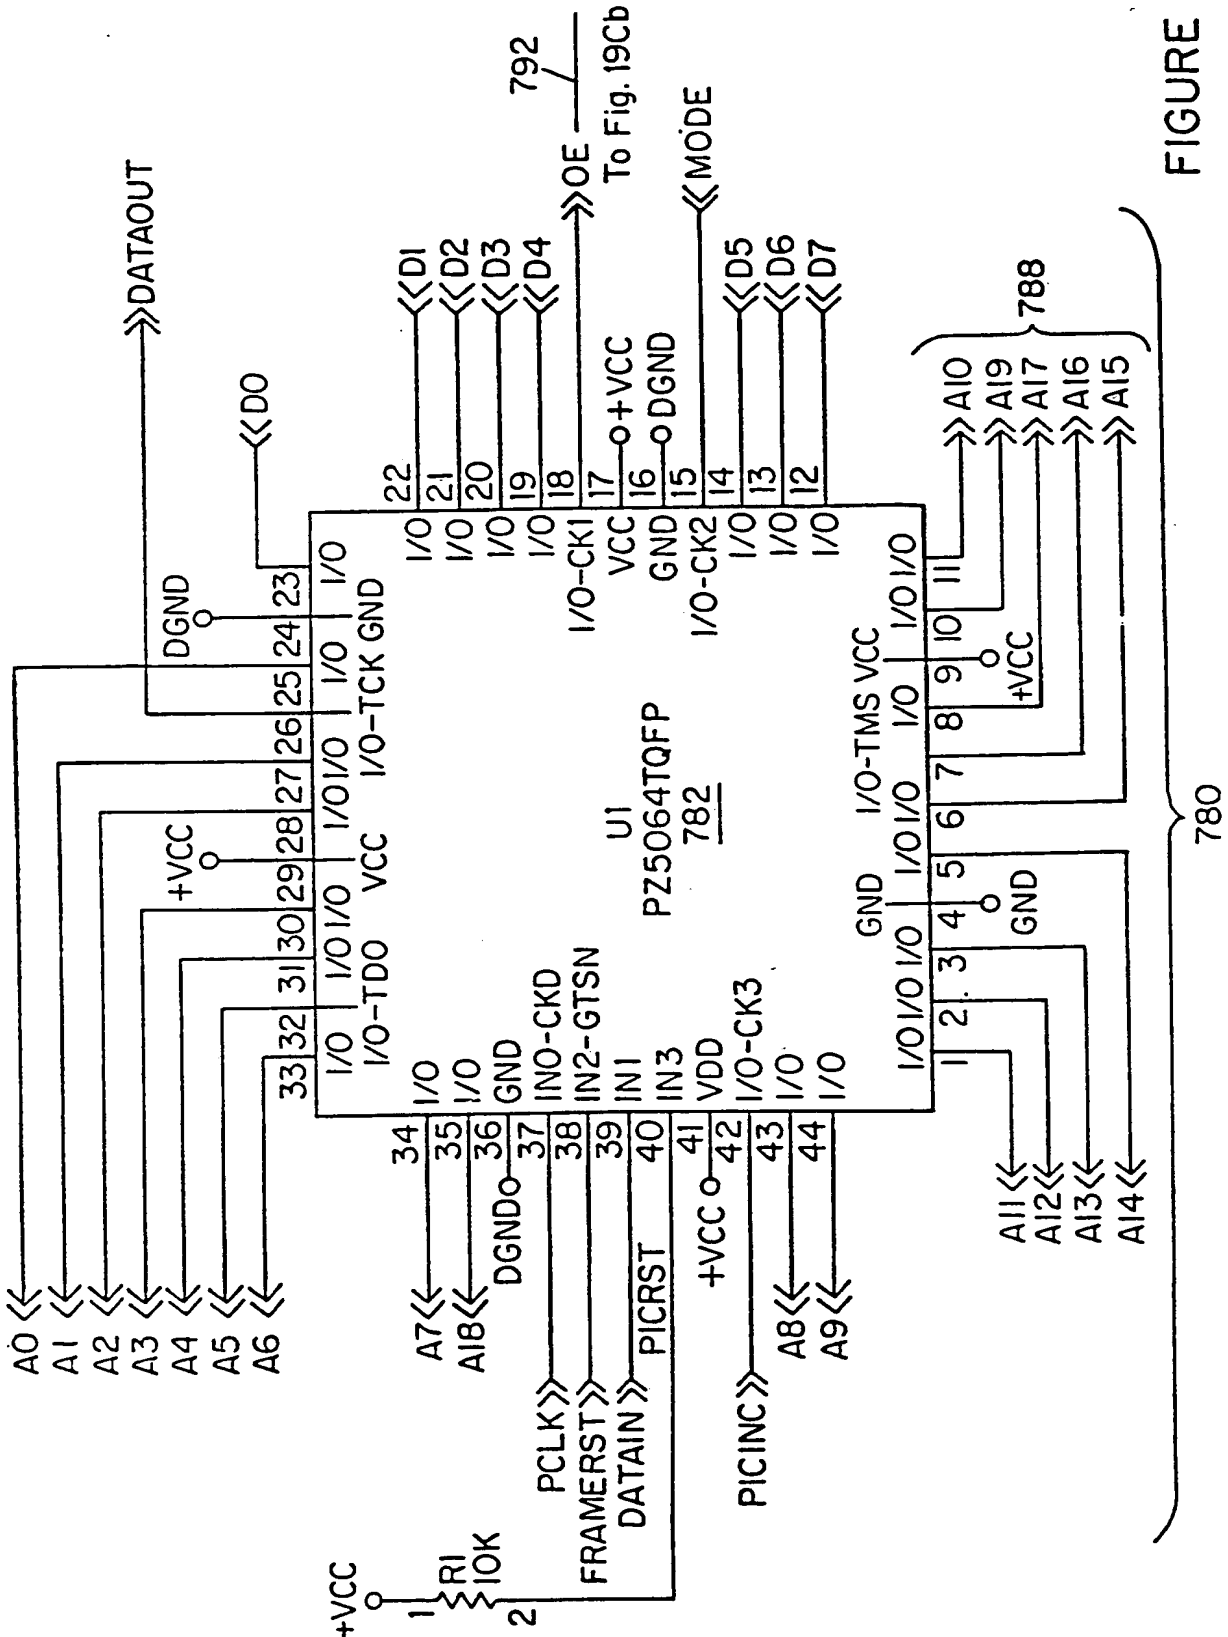 +VCC
1
R1
10K
2
A0
A1
A2
A3
A4
A5
A6
A7
A18
DGND
PCLK
FRAMERST
DATAIN
PICRST
+VCC
PICINC
A8
A9
A11
A12
A13
A14
33
32
31
30
29
28
27
26
25
24
23
I/O
I/O-TDO
I/O
I/O
VCC
I/O
I/O
I/O-TCK
I/O
GND
I/O
+VCC
DGND
D0
DATAOUT
34
35
36
37
38
39
40
41
42
43
44
I/O
I/O
GND
IN0-CKD
IN2-GTSN
IN1
IN3
VDD
I/O-CK3
I/O
I/O
U1
PZ5064TQFP
782
I/O
I/O
I/O
I/O
I/O-CK1
VCC
GND
I/O-CK2
I/O
I/O
I/O
22
21
20
19
18
17
16
15
14
13
12
D1
D2
D3
D4
OE
792
To Fig. 19Cb
+VCC
DGND
MODE
D5
D6
D7
I/O
I/O
I/O
GND
I/O
I/O
I/O-TMS
I/O
VCC
I/O
I/O
1
2
3
4
5
6
7
8
9
10
11
GND
+VCC
A10
A19
A17
A16
A15
788
780
FIGURE